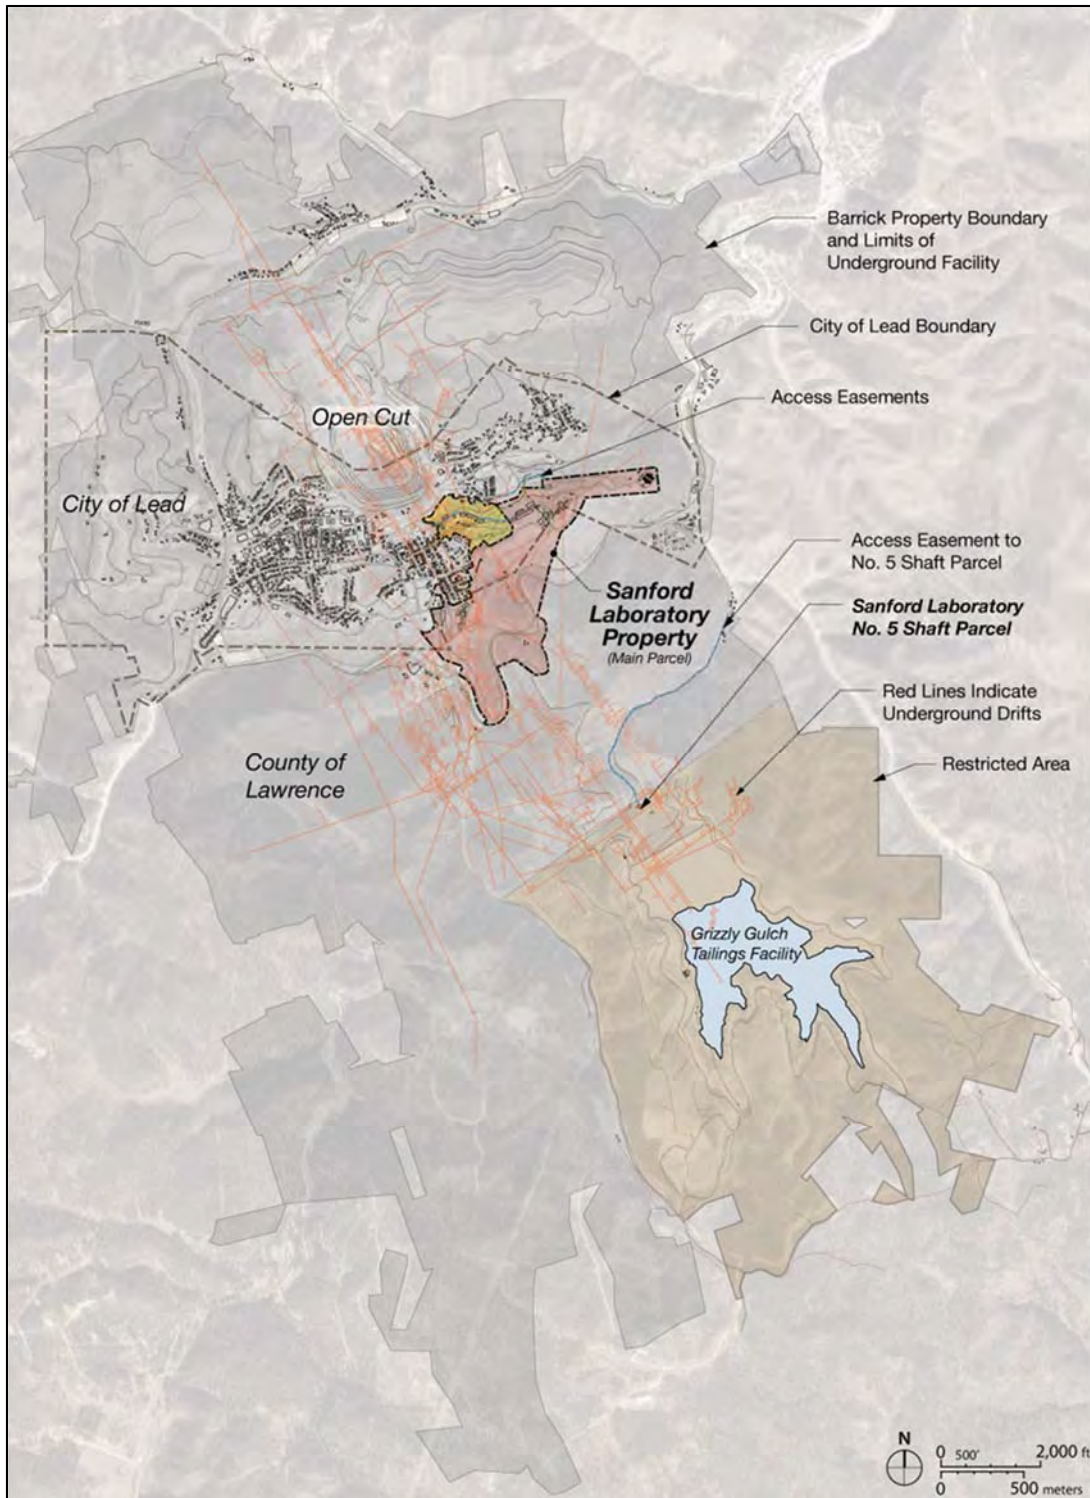 Barrick Property Boundary
and Limits of
Underground Facility
City of Lead Boundary
Access Easements
Open Cut
City of Lead
Access Easement to
No. 5 Shaft Parcel
Sanford
Laboratory
Property
(Main Parcel)
Sanford Laboratory
No. 5 Shaft Parcel
Red Lines Indicate
Underground Drifts
County of
Lawrence
Restricted Area
Grizzly Gulch
Tailings Facility
N
0 500' 2,000 ft
0 500 meters